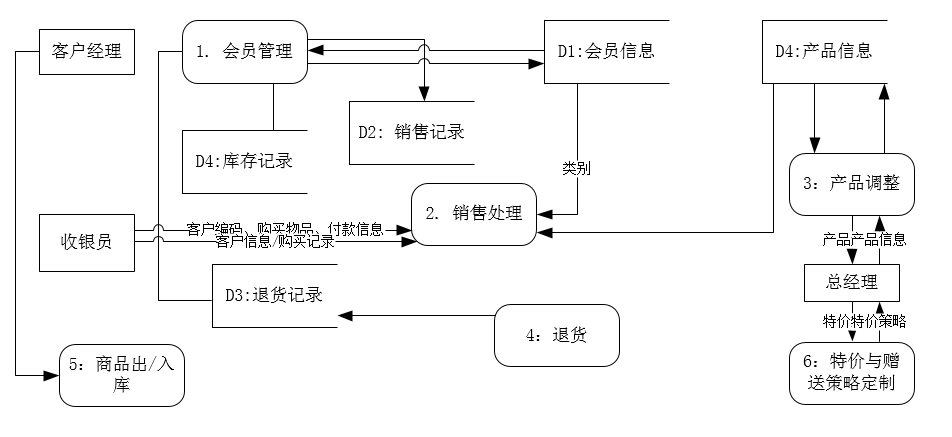 客户经理
1. 会员管理
D1:会员信息
D4:产品信息
D2: 销售记录
D4:库存记录
类别
3: 产品调整
2. 销售处理
收银员
客户编码、购买物品、付款信息
客户信息/购买记录
产品产品信息
总经理
D3:退货记录
特价特价策略
4: 退货
5: 商品出/入
库
6: 特价与赠
送策略定制